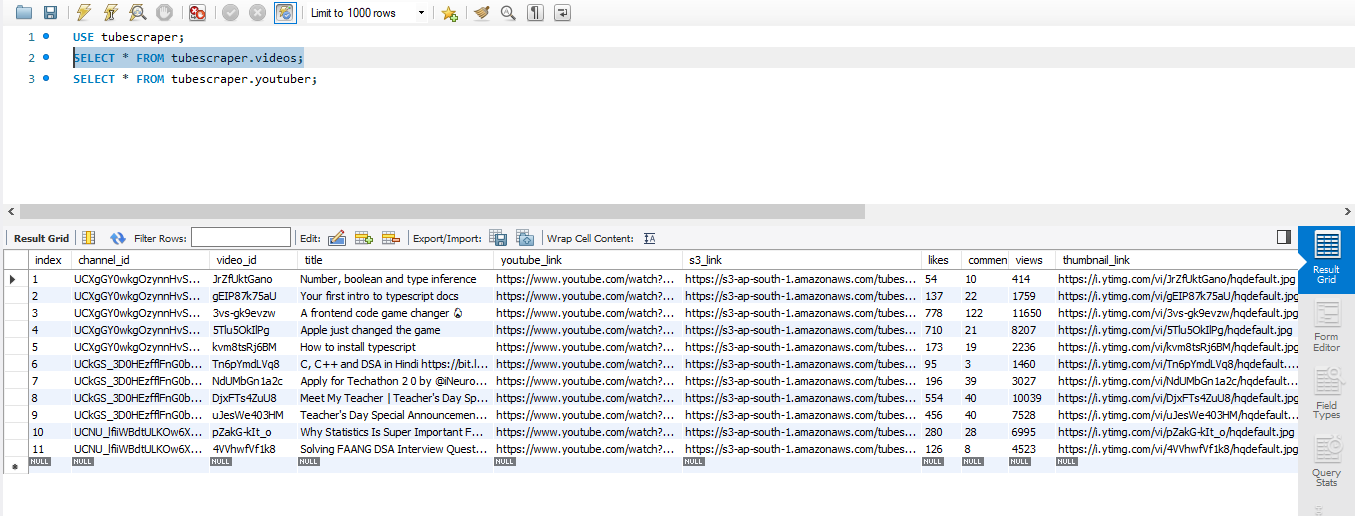 Limit to 1000 rows
1 USE tubescraper;
2 SELECT * FROM tubescraper.videos;
3 SELECT * FROM tubescraper.youtuber;
Result Grid Filter Rows: Edit: Export/Import: Wrap Cell Content:
index channel_id video_id title youtube_link s3_link likes commen views thumbnail_link
1 UCXgGY0wkgOzynnHvS... JrZfUktGano Number, boolean and type inference https://www.youtube.com/watch?... https://s3-ap-south-1.amazonaws.com/tubes... 54 10 414 https://i.ytimg.com/vi/JrZfUktGano/hqdefault.jpg
2 UCXgGY0wkgOzynnHvS... gEIP87k75aU Your first intro to typescript docs https://www.youtube.com/watch?... https://s3-ap-south-1.amazonaws.com/tubes... 137 22 1759 https://i.ytimg.com/vi/gEIP87k75aU/hqdefault.jpg
3 UCXgGY0wkgOzynnHvS... 3vs-gk9evzw A frontend code game changer 🔥 https://www.youtube.com/watch?... https://s3-ap-south-1.amazonaws.com/tubes... 778 122 11650 https://i.ytimg.com/vi/3vs-gk9evzw/hqdefault.jpg
4 UCXgGY0wkgOzynnHvS... 5Tlu5OkIlPg Apple just changed the game https://www.youtube.com/watch?... https://s3-ap-south-1.amazonaws.com/tubes... 710 21 8207 https://i.ytimg.com/vi/5Tlu5OkIlPg/hqdefault.jpg
5 UCXgGY0wkgOzynnHvS... kvm8tsRj6BM How to install typescript https://www.youtube.com/watch?... https://s3-ap-south-1.amazonaws.com/tubes... 173 19 2236 https://i.ytimg.com/vi/kvm8tsRj6BM/hqdefault.jpg
6 UCkGS_3D0HEzfflFnG0b... Tn6pYmdLVq8 C, C++ and DSA in Hindi https://bit.l... https://www.youtube.com/watch?... https://s3-ap-south-1.amazonaws.com/tubes... 95 3 1460 https://i.ytimg.com/vi/Tn6pYmdLVq8/hqdefault.jpg
7 UCkGS_3D0HEzfflFnG0b... NdUMbGn1a2c Apply for Techathon 2 0 by @iNeuro... https://www.youtube.com/watch?... https://s3-ap-south-1.amazonaws.com/tubes... 196 39 3027 https://i.ytimg.com/vi/NdUMbGn1a2c/hqdefault...
8 UCkGS_3D0HEzfflFnG0b... DjxFTs4ZuU8 Meet My Teacher | Teacher's Day Sp... https://www.youtube.com/watch?... https://s3-ap-south-1.amazonaws.com/tubes... 554 40 10039 https://i.ytimg.com/vi/DjxFTs4ZuU8/hqdefault.jpg
9 UCkGS_3D0HEzfflFnG0b... uJesWe403HM Teacher's Day Special Announcemen... https://www.youtube.com/watch?... https://s3-ap-south-1.amazonaws.com/tubes... 456 40 7528 https://i.ytimg.com/vi/uJesWe403HM/hqdefault...
10 UCNU_lfiiWBdtULKOw6X... pZakG-kIt_o Why Statistics Is Super Important F... https://www.youtube.com/watch?... https://s3-ap-south-1.amazonaws.com/tubes... 280 28 6995 https://i.ytimg.com/vi/pZakG-kIt_o/hqdefault.jpg
11 UCNU_lfiiWBdtULKOw6X... 4VVhwfVf1k8 Solving FAANG DSA Interview Quest... https://www.youtube.com/watch?... https://s3-ap-south-1.amazonaws.com/tubes... 126 8 4523 https://i.ytimg.com/vi/4VVhwfVf1k8/hqdefault.jpg
NULL NULL NULL NULL NULL NULL NULL NULL NULL NULL
Result
Grid
Form
Editor
Field
Types
Query
Stats